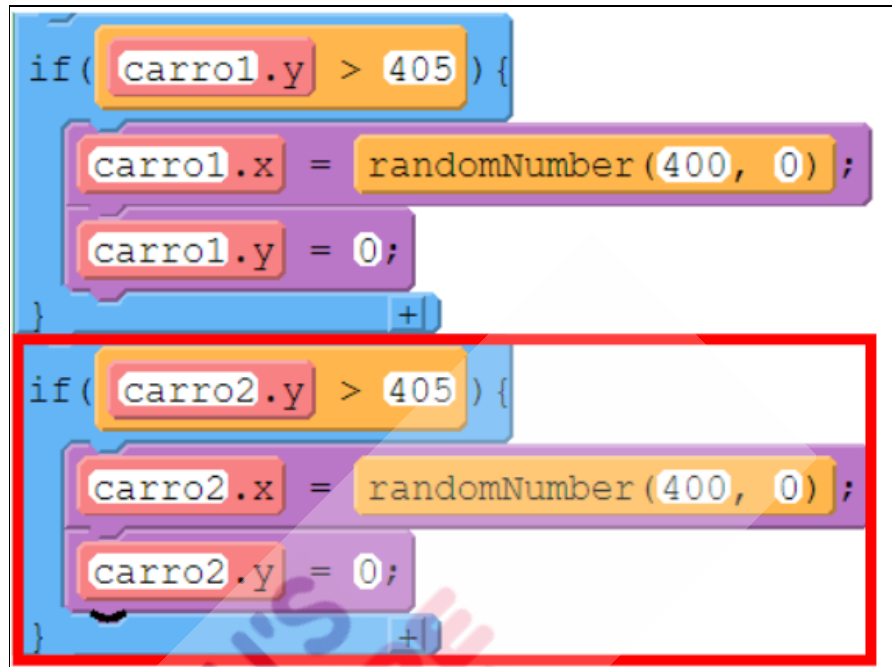 if( carro1.y > 405 ){
carro1.x = randomNumber(400, 0);
carro1.y = 0;
} +
if( carro2.y > 405 ){
carro2.x = randomNumber(400, 0);
carro2.y = 0;
} +